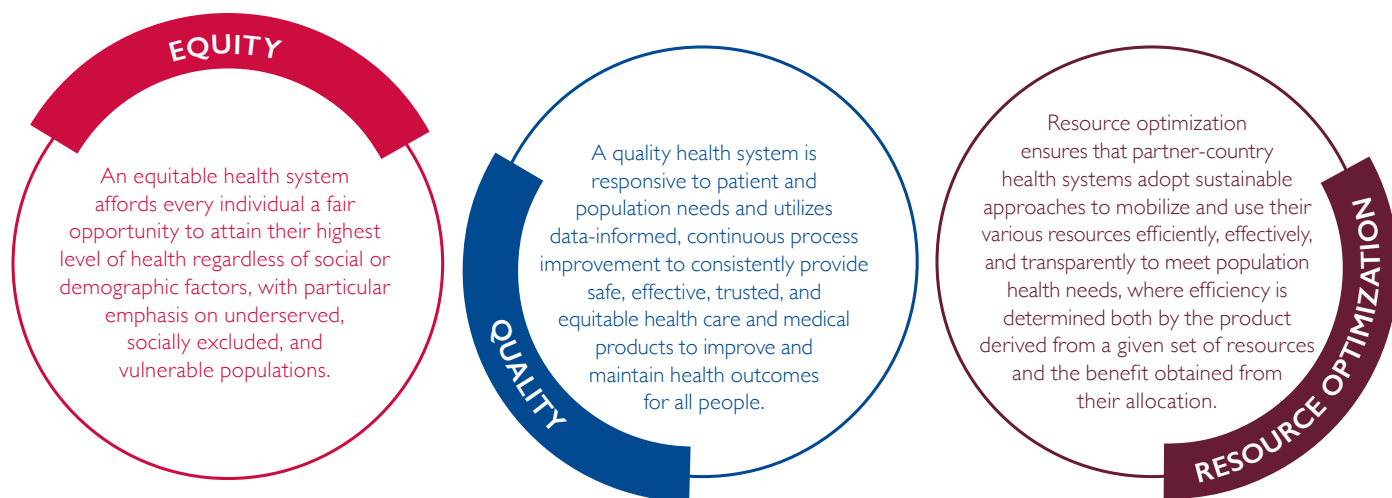 EQUITY
An equitable health system
affords every individual a fair
opportunity to attain their highest
level of health regardless of social or
demographic factors, with particular
emphasis on underserved,
socially excluded, and
vulnerable populations.
QUALITY
A quality health system is
responsive to patient and
population needs and utilizes
data-informed, continuous process
improvement to consistently provide
safe, effective, trusted, and
equitable health care and medical
products to improve and
maintain health outcomes
for all people.
RESOURCE OPTIMIZATION
Resource optimization
ensures that partner-country
health systems adopt sustainable
approaches to mobilize and use their
various resources efficiently, effectively,
and transparently to meet population
health needs, where efficiency is
determined both by the product
derived from a given set of resources
and the benefit obtained from
their allocation.